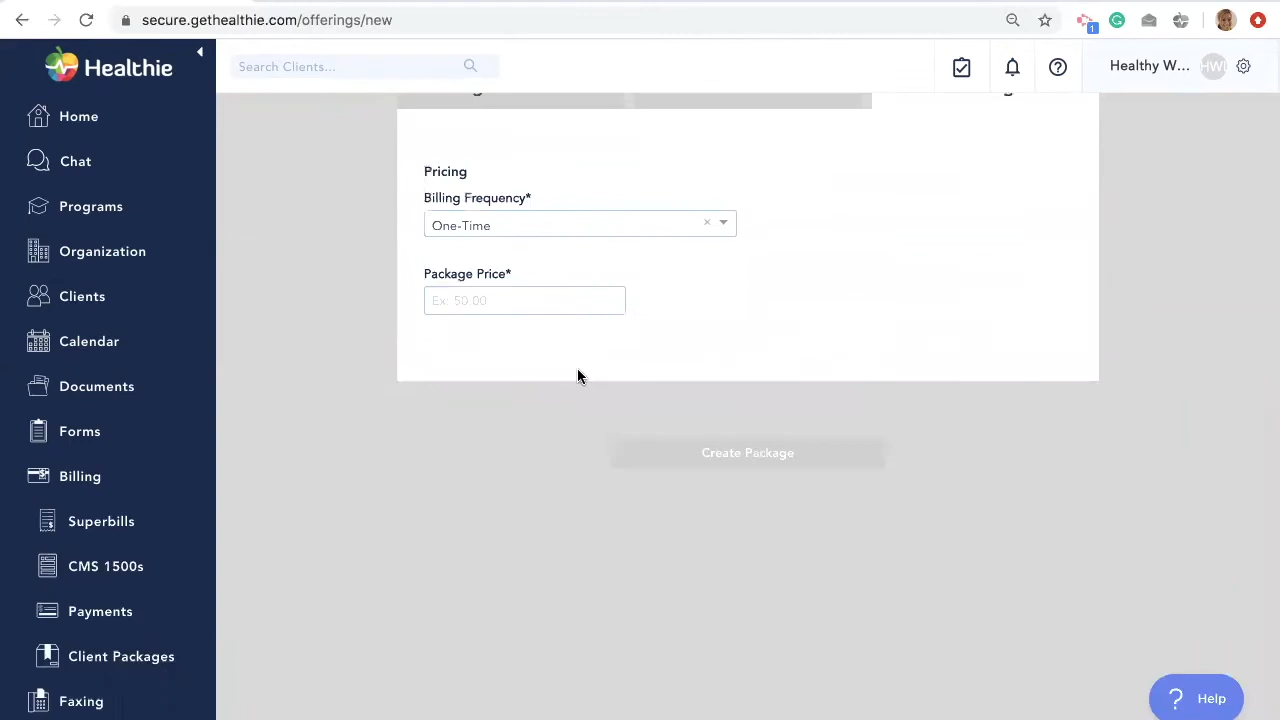 secure.gethealthie.com/offerings/new
1
Healthie
Search Clients...
Healthy W...
HWI
Home
Chat
Programs
Organization
Clients
Calendar
Documents
Forms
Billing
Superbills
CMS 1500s
Payments
Client Packages
Faxing
Pricing
Billing Frequency*
One-Time
×
Package Price*
Ex: 50.00
Create Package
? Help